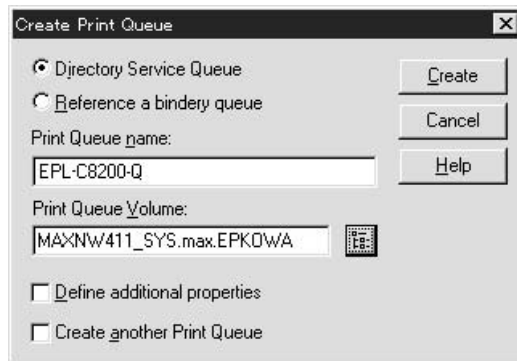 Create Print Queue
Directory Service Queue
Reference a bindery queue
Print Queue name:
EPL-C8200-Q
Print Queue Volume:
MAXNW411_SYS.max.EPKOWA
Define additional properties
Create another Print Queue
Create
Cancel
Help